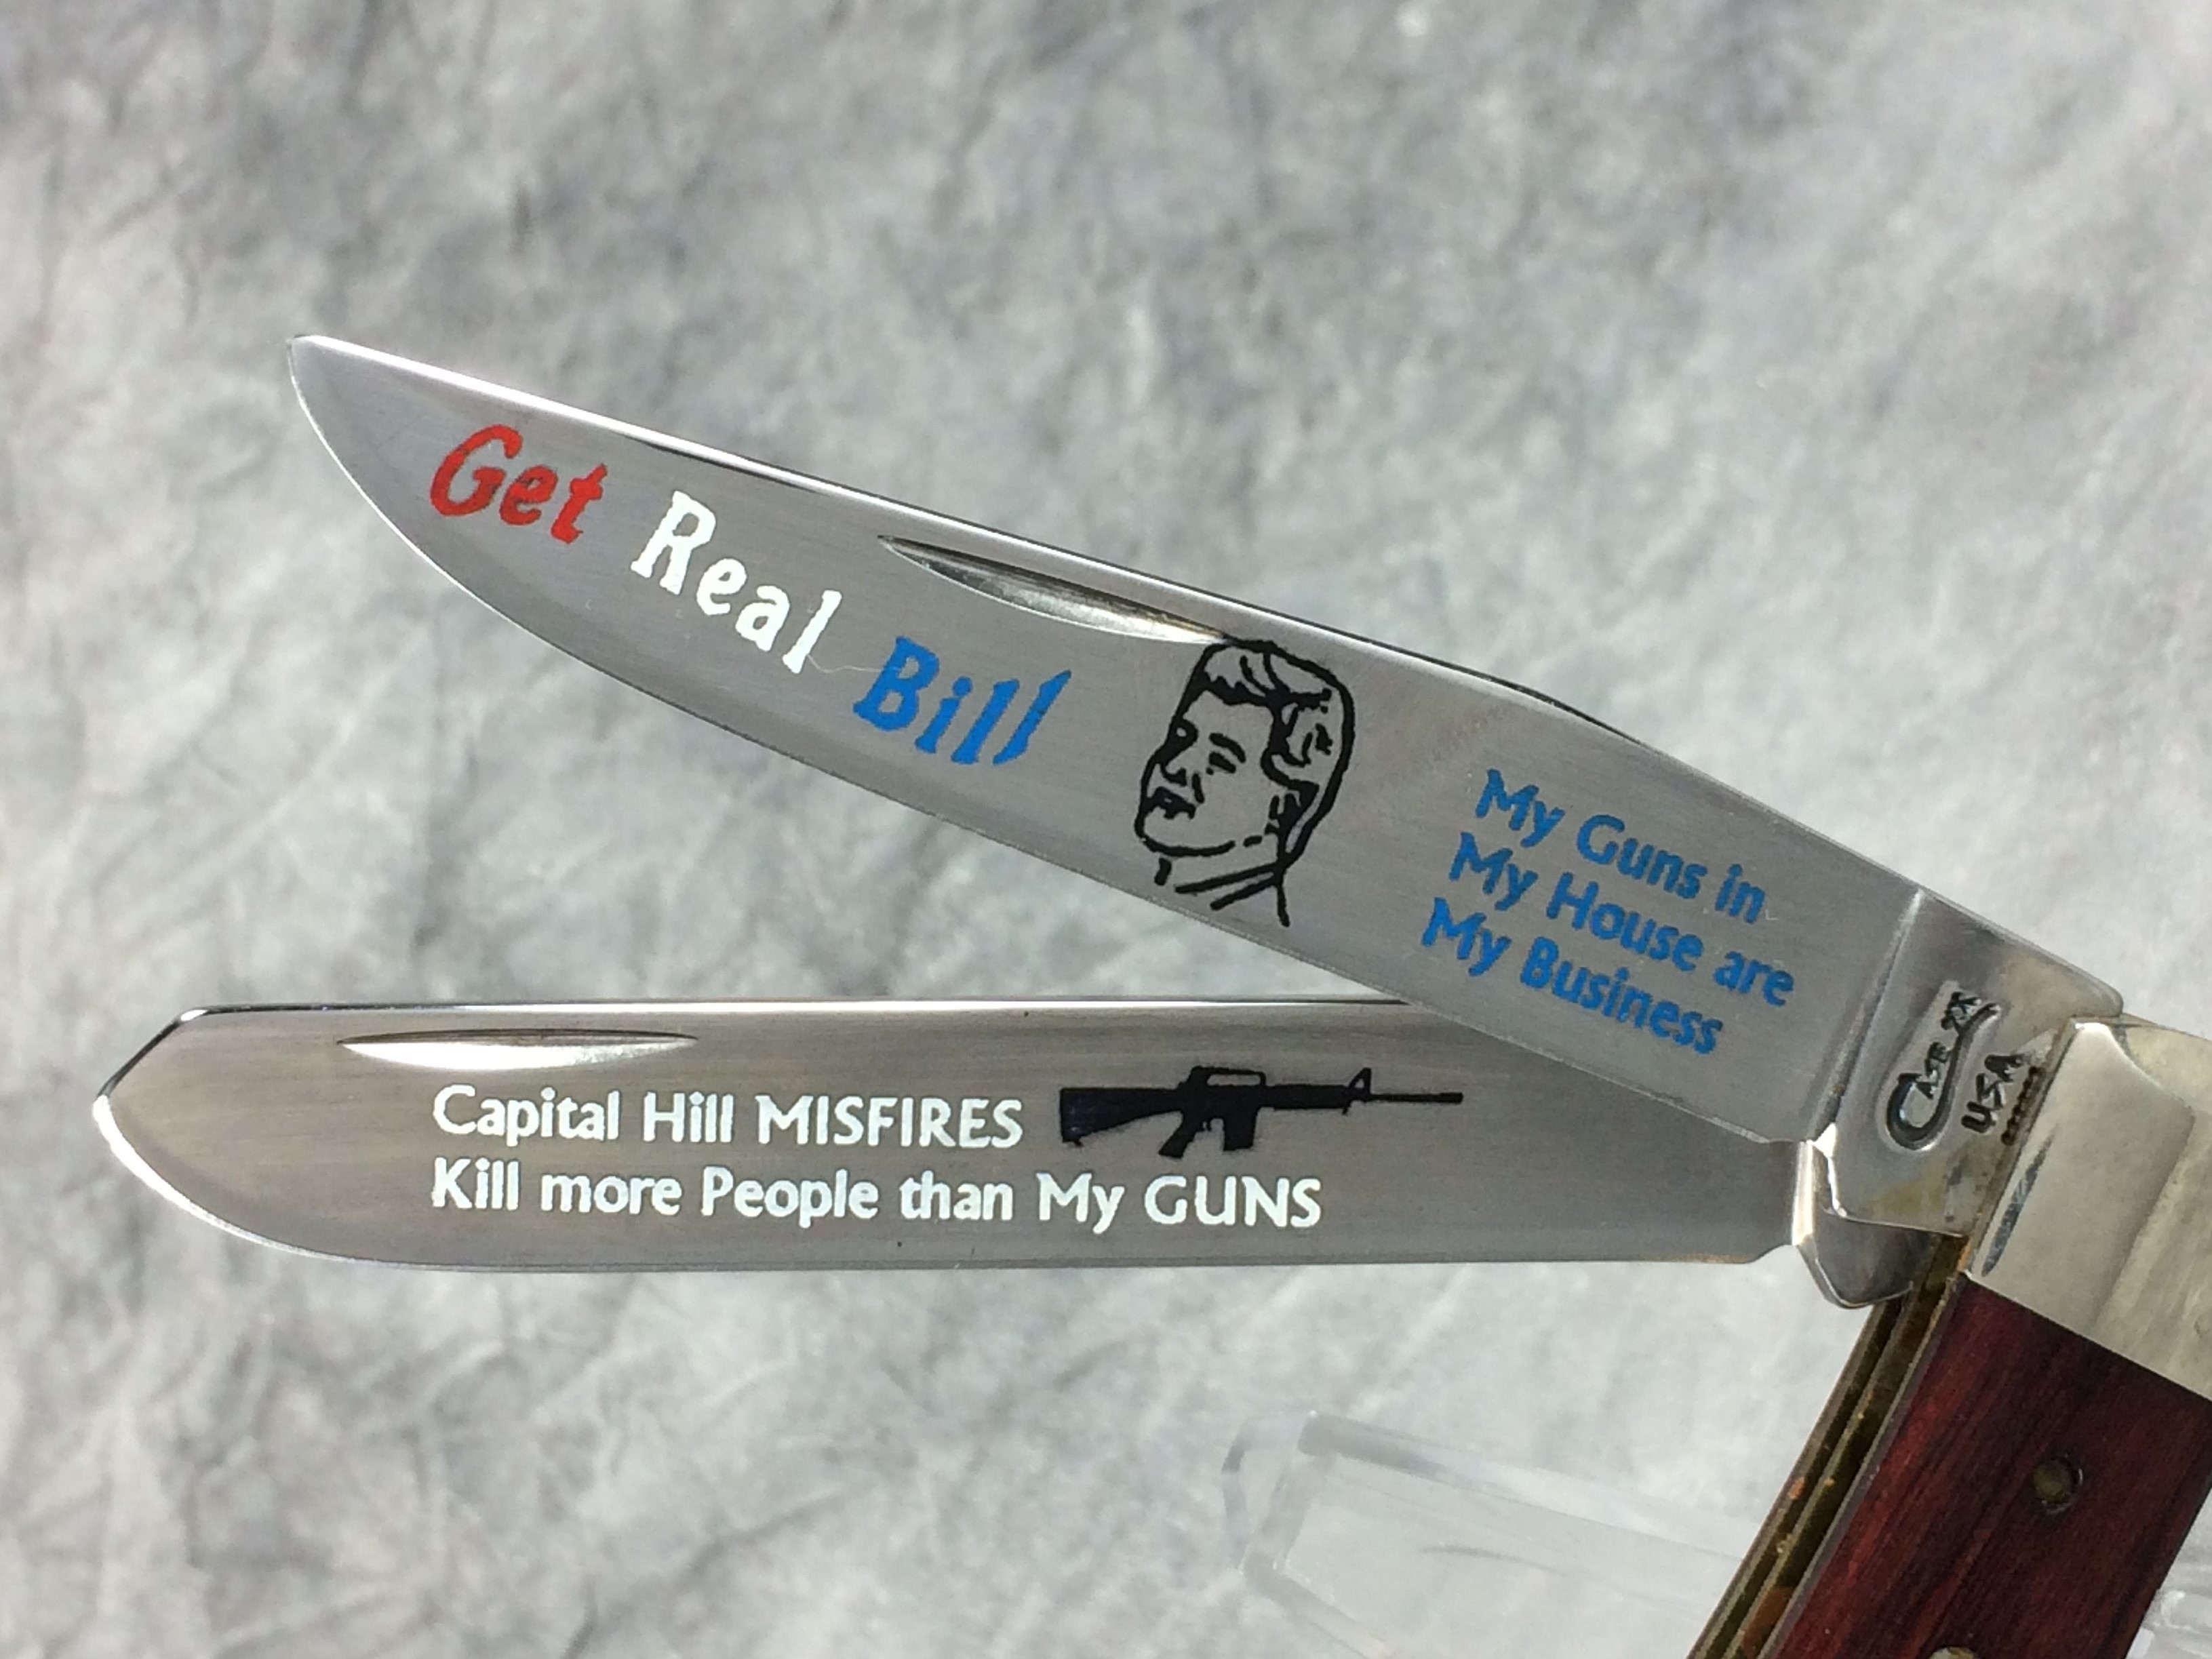 Get Real Bill
My Guns in
My House are
My Business
CASE XX
USA
Capital Hill MISFIRES
Kill more People than My GUNS